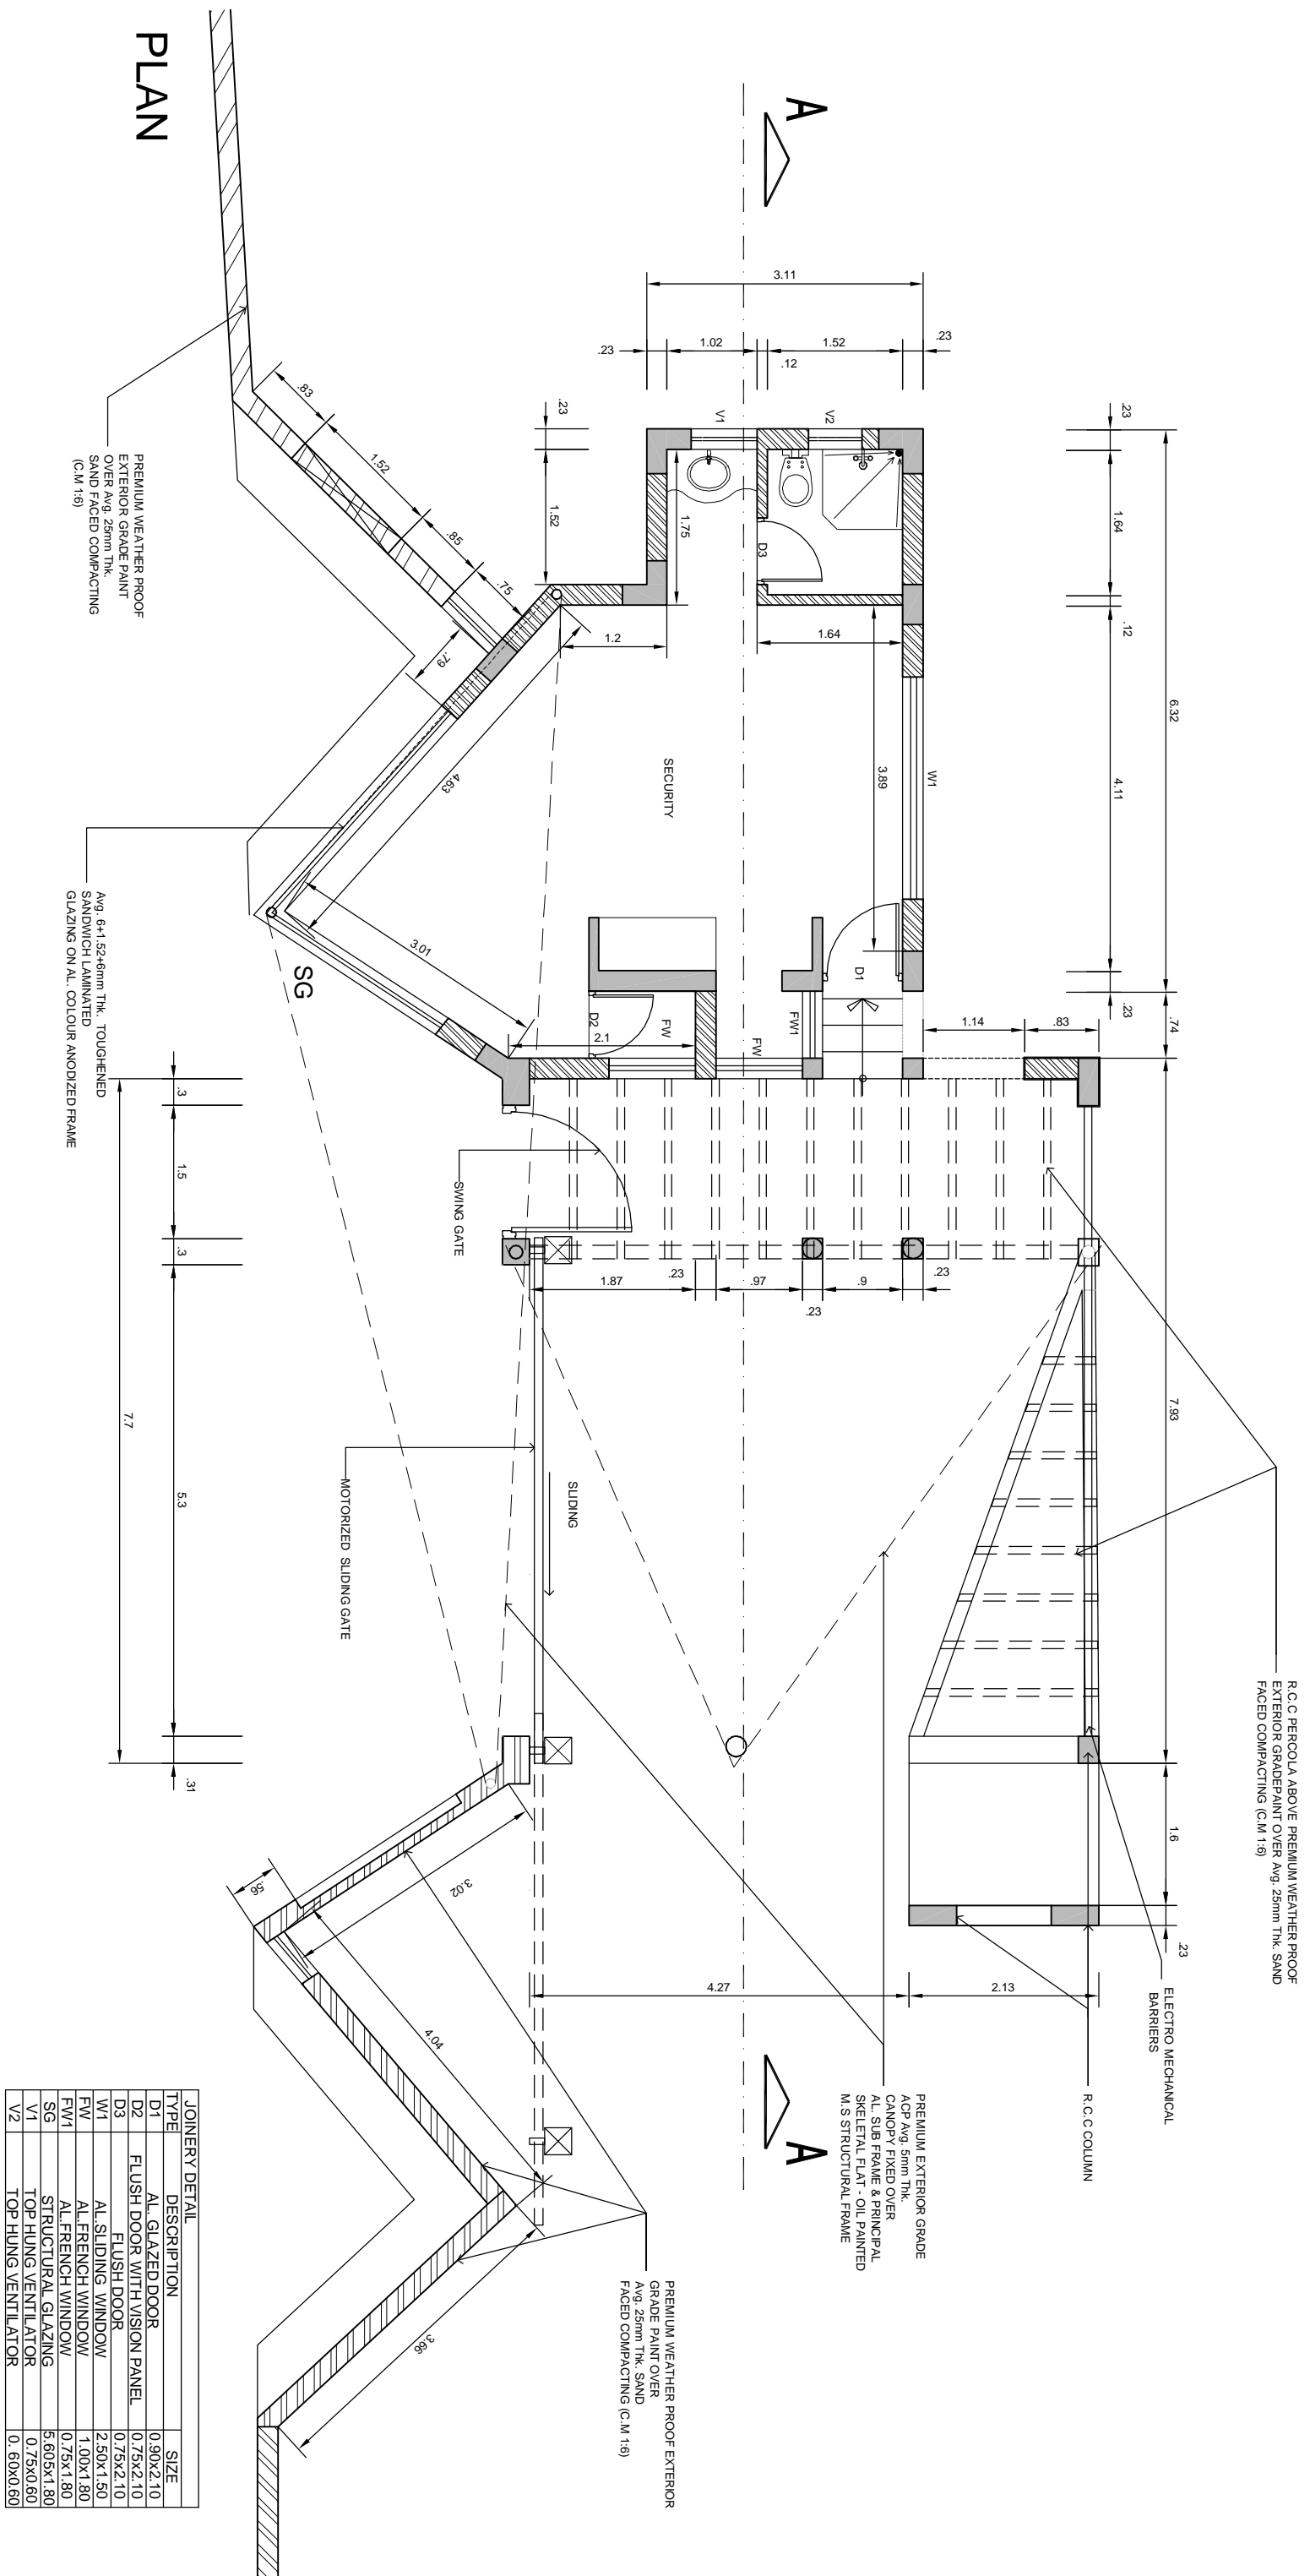 PLAN
A
A
3.11
.23
1.02
.12
1.52
.23
.23
1.64
.12
4.11
.23
6.32
.74
7.93
1.6
.23
1.14
.83
.23
1.52
1.75
1.2
1.64
3.89
V1
V2
D3
W1
D1
D2
FW
FW
FW1
2.1
SECURITY
4.63
3.01
SG
.83
1.52
.85
.75
.79
PREMIUM WEATHER PROOF
EXTERIOR GRADE PAINT
OVER Avg. 25mm Thk.
SAND FACED COMPACTING
(C.M 1:6)
Avg. 6+1.52+6mm Thk. TOUGHENED
SANDWICH LAMINATED
GLAZING ON AL. COLOUR ANODIZED FRAME
.3
1.5
.3
5.3
.31
7.7
SWING GATE
1.87
.23
.97
.23
.9
.23
MOTORIZED SLIDING GATE
SLIDING
3.02
.56
4.04
3.66
4.27
2.13
R.C.C PERCOLA ABOVE PREMIUM WEATHER PROOF
EXTERIOR GRADEPAINT OVER Avg. 25mm Thk. SAND
FACED COMPACTING (C.M 1:6)
ELECTRO MECHANICAL
BARRIERS
R.C.C COLUMN
PREMIUM EXTERIOR GRADE
ACP Avg. 5mm Thk.
CANOPY FIXED OVER
AL. SUB FRAME & PRINCIPAL
SKELETAL FLAT - OIL PAINTED
M.S STRUCTURAL FRAME
PREMIUM WEATHER PROOF EXTERIOR
GRADE PAINT OVER
Avg. 25mm Thk. SAND
FACED COMPACTING (C.M 1:6)
JOINERY DETAIL
TYPE DESCRIPTION SIZE
D1 AL. GLAZED DOOR 0.90x2.10
D2 FLUSH DOOR WITH VISION PANEL 0.75x2.10
D3 FLUSH DOOR 0.75x2.10
W1 AL.SLIDING WINDOW 2.50x1.50
FW AL.FRENCH WINDOW 1.00x1.80
FW1 AL.FRENCH WINDOW 0.75x1.80
SG STRUCTURAL GLAZING 5.605x1.80
V1 TOP HUNG VENTILATOR 0.75x0.60
V2 TOP HUNG VENTILATOR 0. 60x0.60